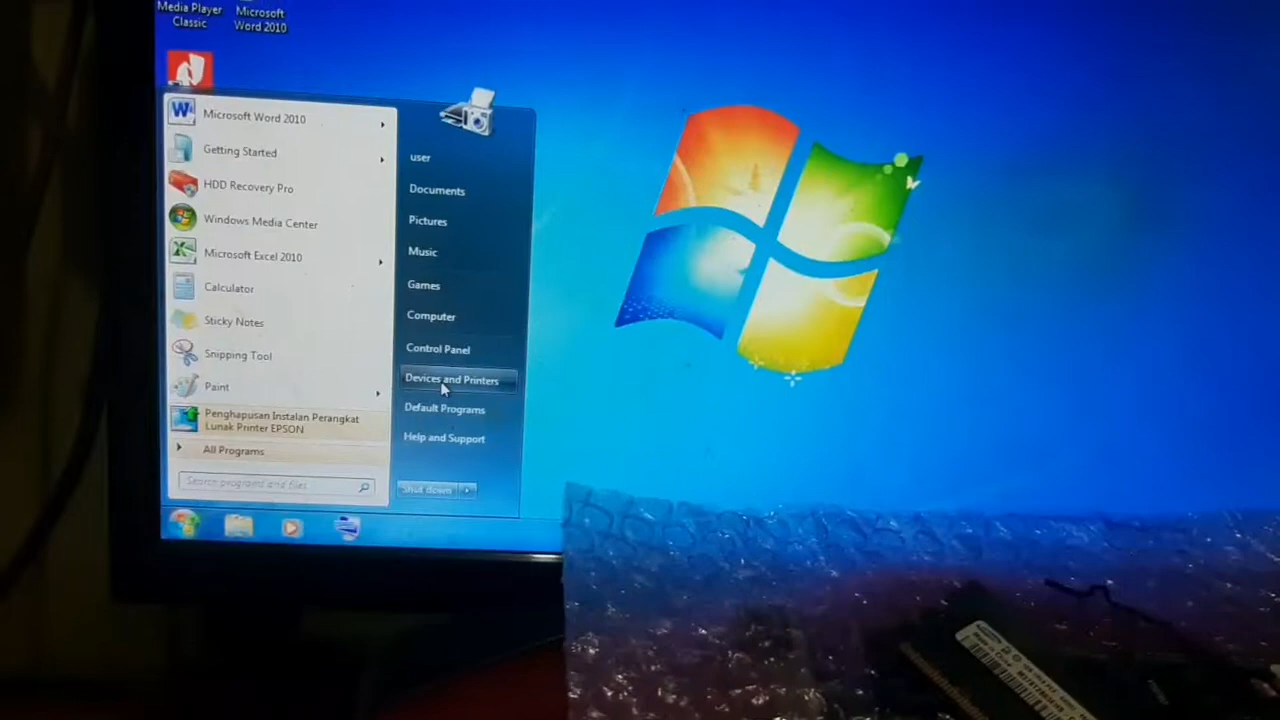 Media Player
Classic
Microsoft
Word 2010
Microsoft Word 2010
Getting Started
HDD Recovery Pro
Windows Media Center
Microsoft Excel 2010
Calculator
Sticky Notes
Snipping Tool
Paint
Penghapusan Instalan Perangkat
Lunak Printer EPSON
All Programs
Search programs and files
user
Documents
Pictures
Music
Games
Computer
Control Panel
Devices and Printers
Default Programs
Help and Support
Shut down